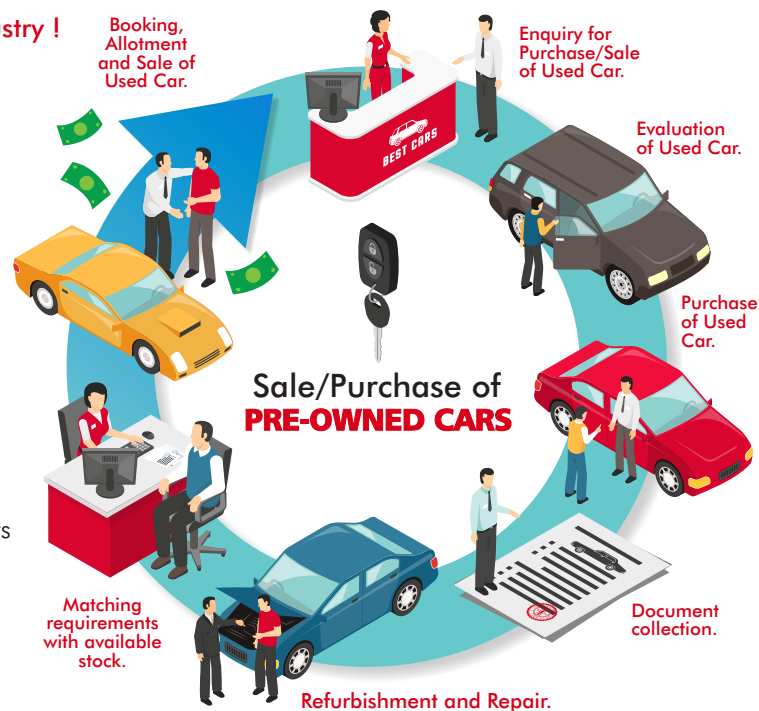 ustry !
Booking,
Allotment
and Sale of
Used Car.
Enquiry for
Purchase/Sale
of Used Car.
BEST CARS
Evaluation
of Used Car.
Purchase
of Used
Car.
Sale/Purchase of
PRE-OWNED CARS
Document
collection.
Refurbishment and Repair.
Matching
requirements
with available
stock.